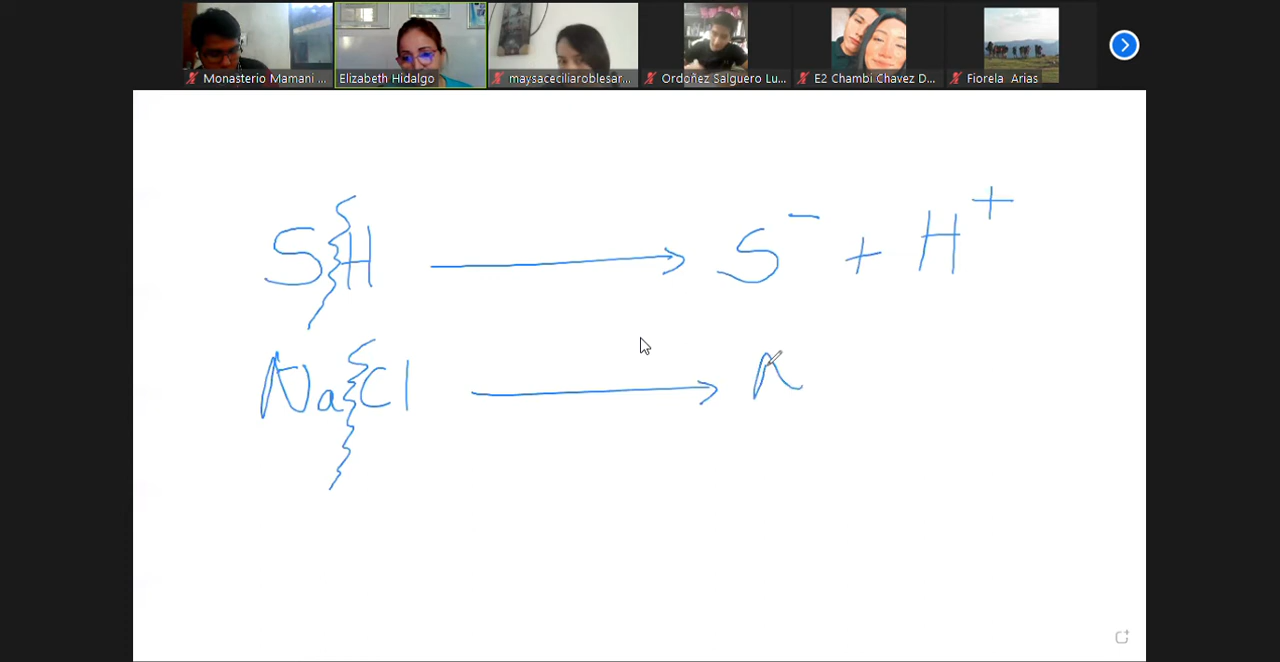 Monasterio Mamani ...
Elizabeth Hidalgo
maysaceciliaroblesar...
Ordoñez Salguero Lu...
E2 Chambi Chavez D...
Fiorela Arias
SH → S⁻ + H⁺
NaCl →